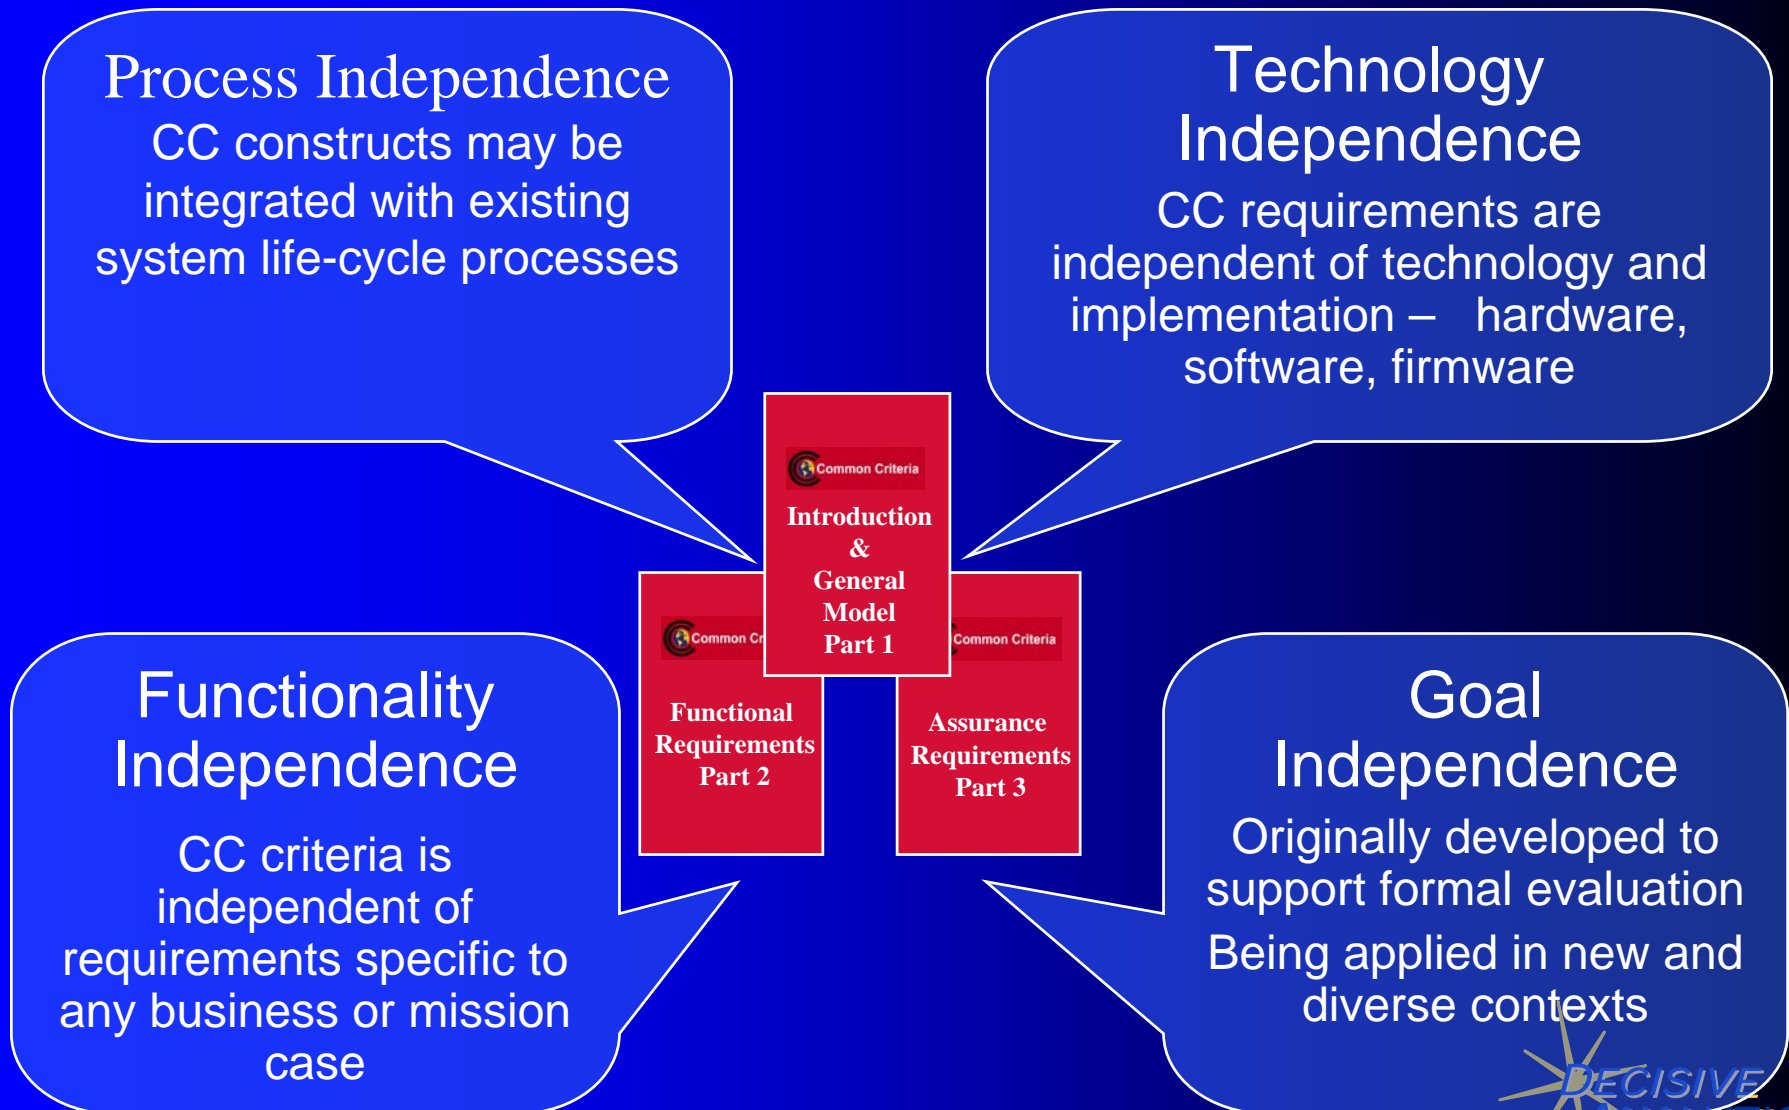 Process Independence
CC constructs may be
integrated with existing
system life-cycle processes
Technology
Independence
CC requirements are
independent of technology and
implementation – hardware,
software, firmware
Common Criteria
Introduction
&
General
Model
Part 1
Common Cr
Functional
Requirements
Part 2
Common Criteria
Assurance
Requirements
Part 3
Functionality
Independence
CC criteria is
independent of
requirements specific to
any business or mission
case
Goal
Independence
Originally developed to
support formal evaluation
Being applied in new and
diverse contexts
DECISIVE